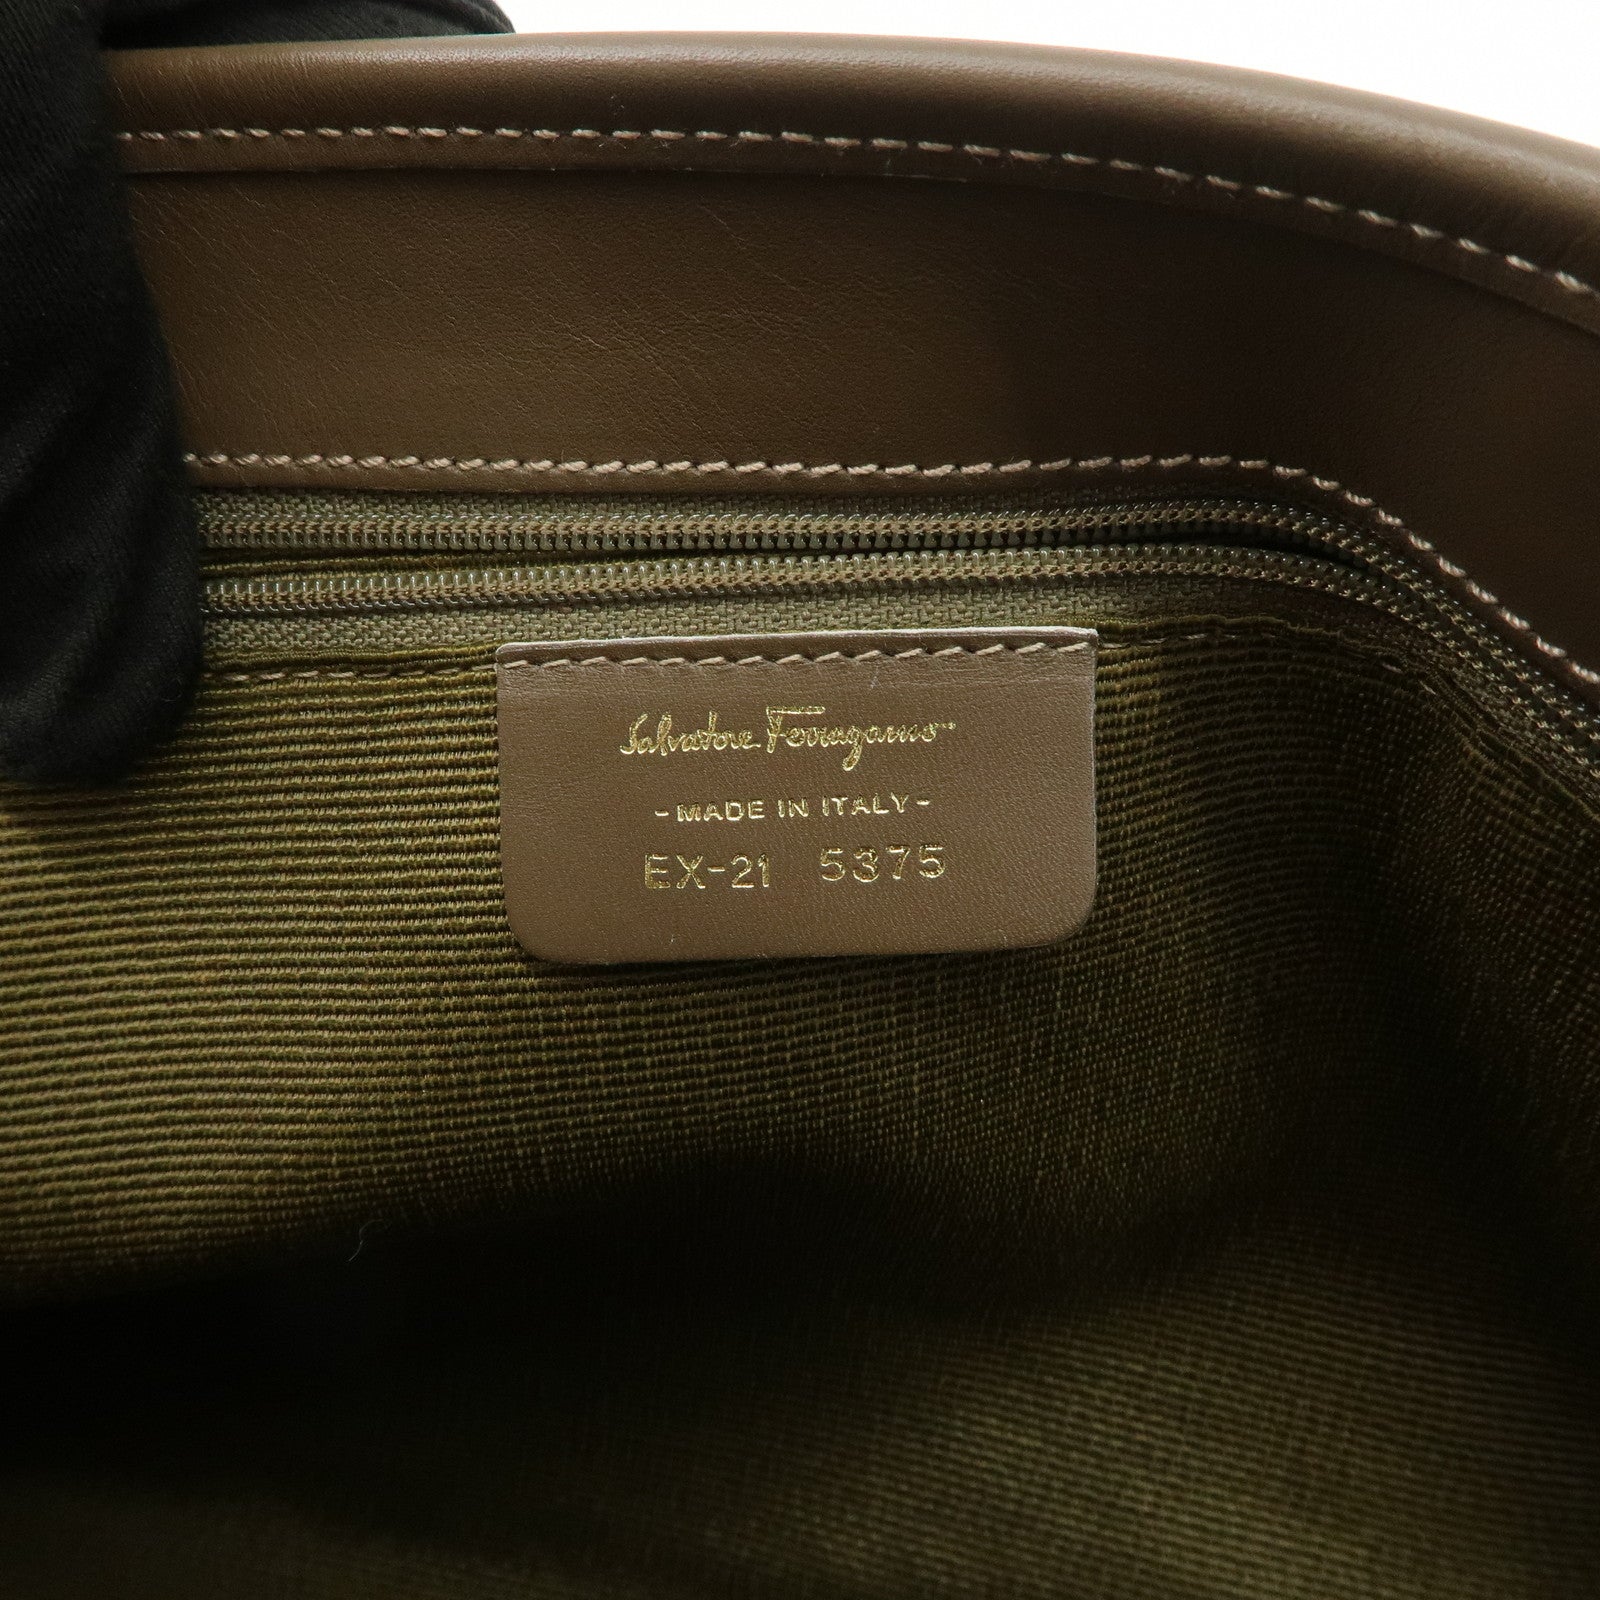 Salvatore Ferragamo
- MADE IN ITALY -
EX-21 5375